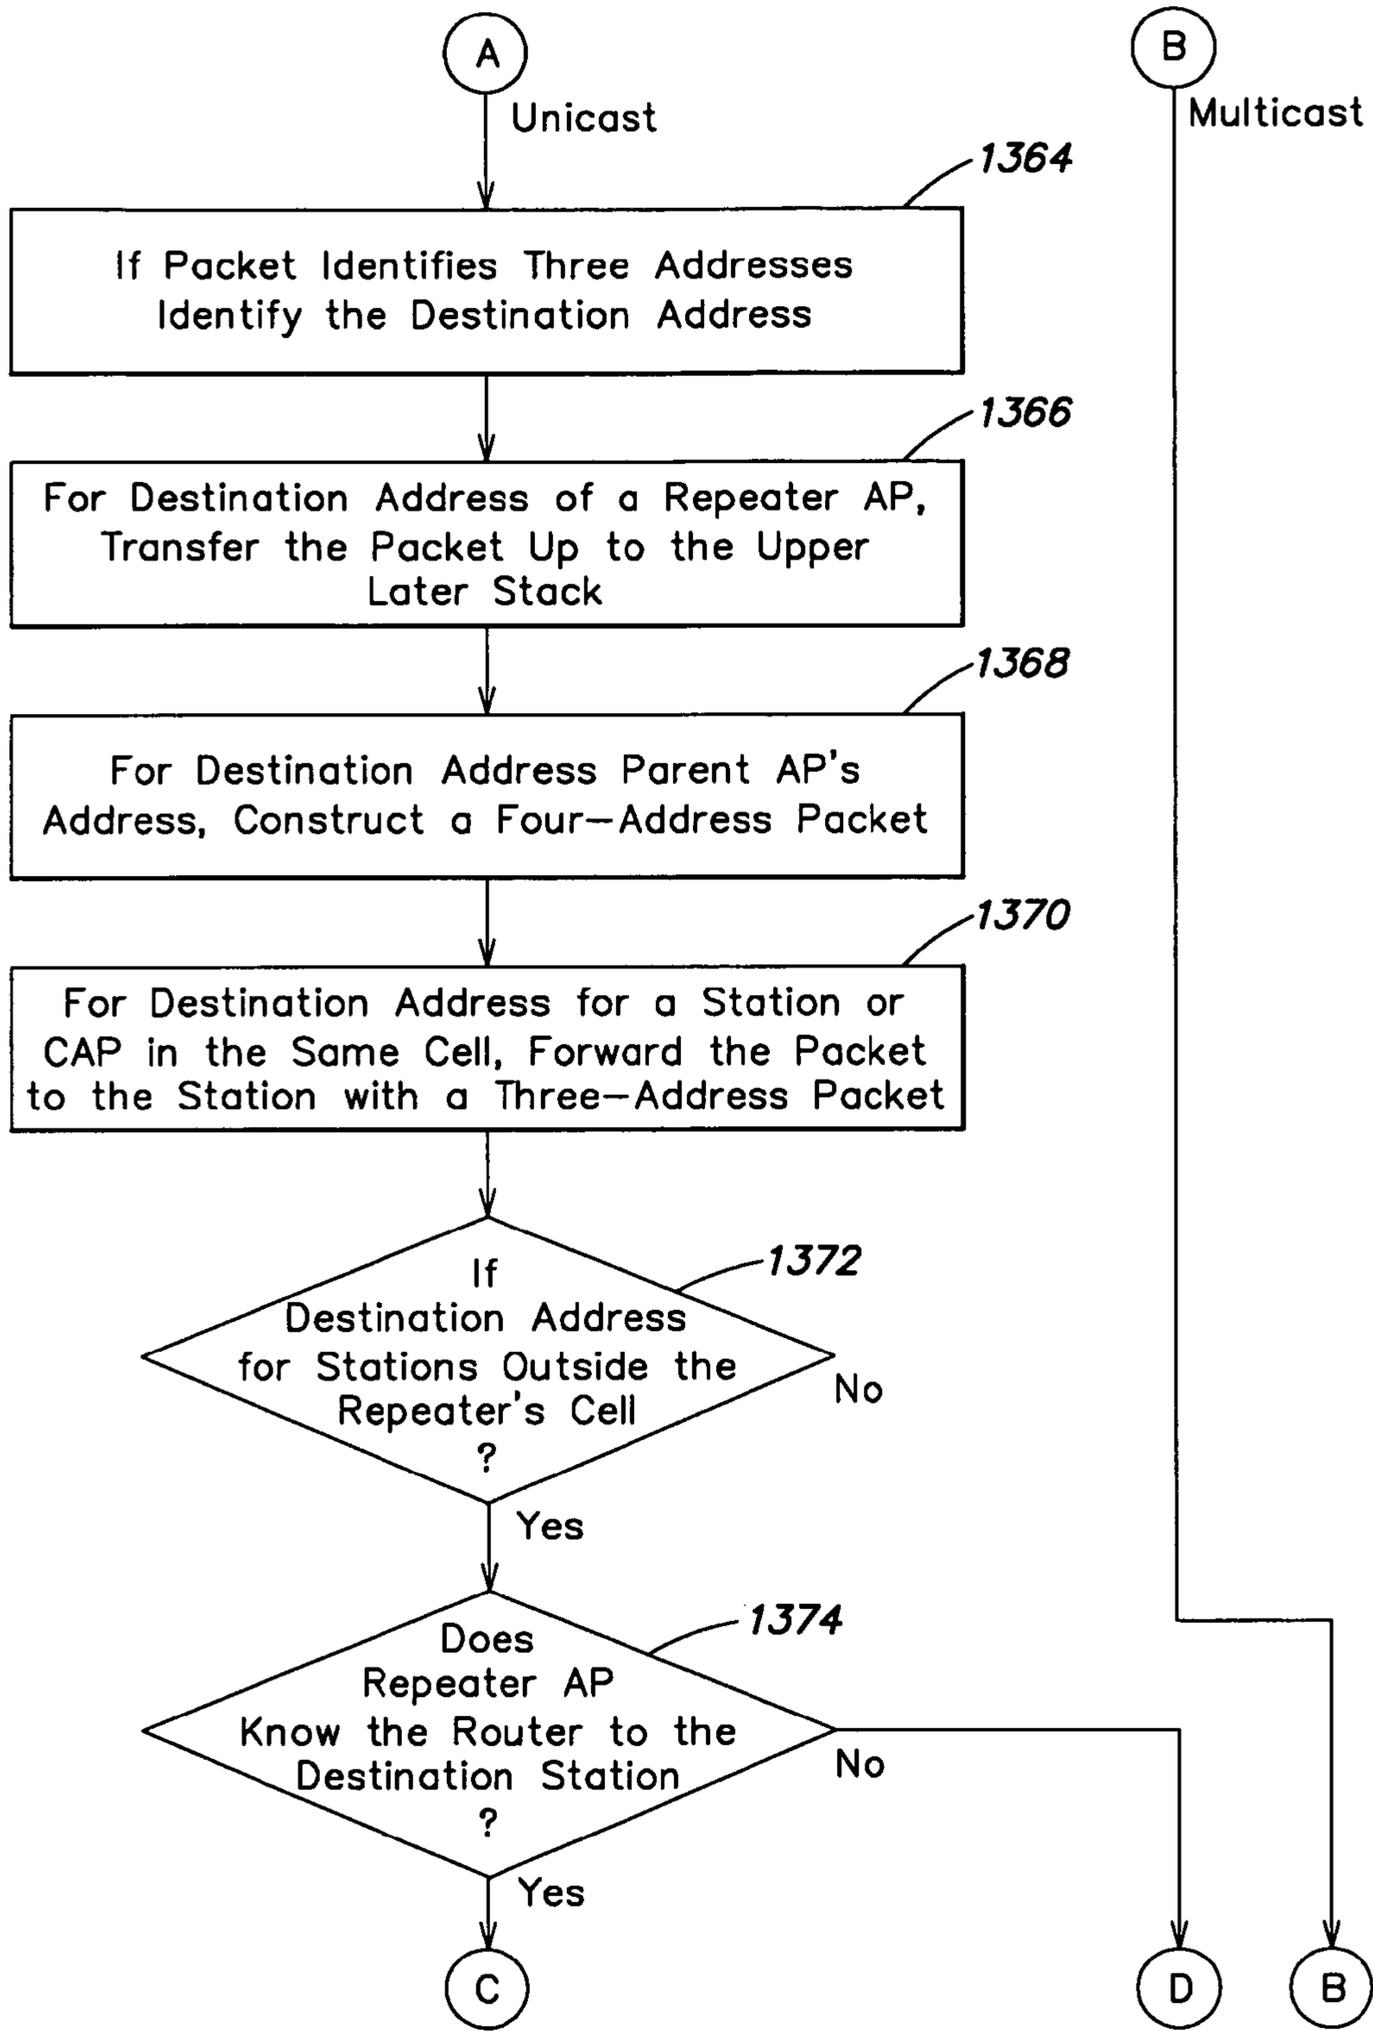 A
B
Unicast
Multicast
1364
If Packet Identifies Three Addresses
Identify the Destination Address
1366
For Destination Address of a Repeater AP,
Transfer the Packet Up to the Upper
Later Stack
1368
For Destination Address Parent AP's
Address, Construct a Four-Address Packet
1370
For Destination Address for a Station or
CAP in the Same Cell, Forward the Packet
to the Station with a Three-Address Packet
1372
If
Destination Address
for Stations Outside the
Repeater's Cell
?
No
Yes
1374
Does
Repeater AP
Know the Router to the
Destination Station
?
No
Yes
C
D
B